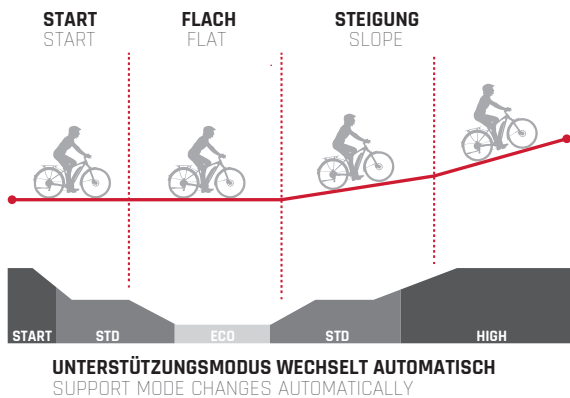 START
START
FLACH
FLAT
STEIGUNG
SLOPE
START
STD
ECO
STD
HIGH
UNTERSTÜTZUNGSMODUS WECHSELT AUTOMATISCH
SUPPORT MODE CHANGES AUTOMATICALLY